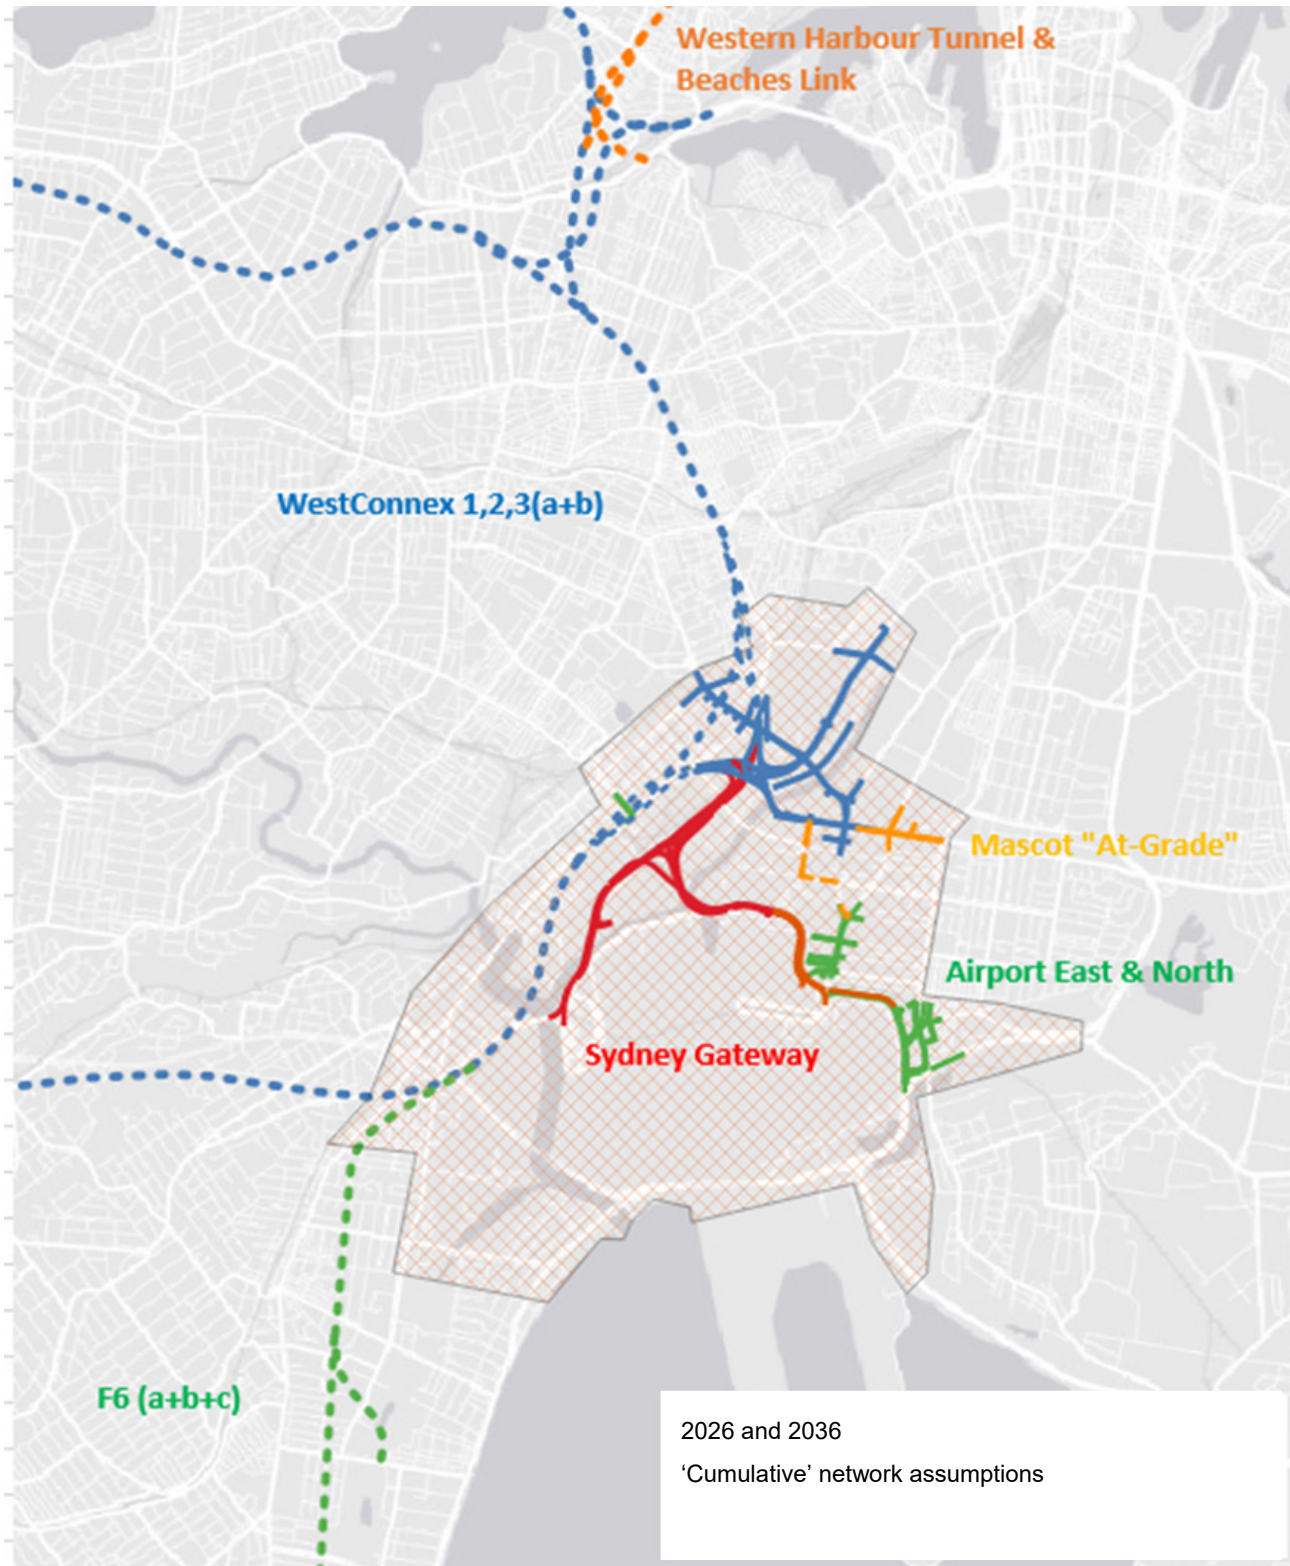 Western Harbour Tunnel &
Beaches Link
WestConnex 1,2,3(a+b)
Mascot "At-Grade"
Airport East & North
Sydney Gateway
F6 (a+b+c)
2026 and 2036
‘Cumulative’ network assumptions